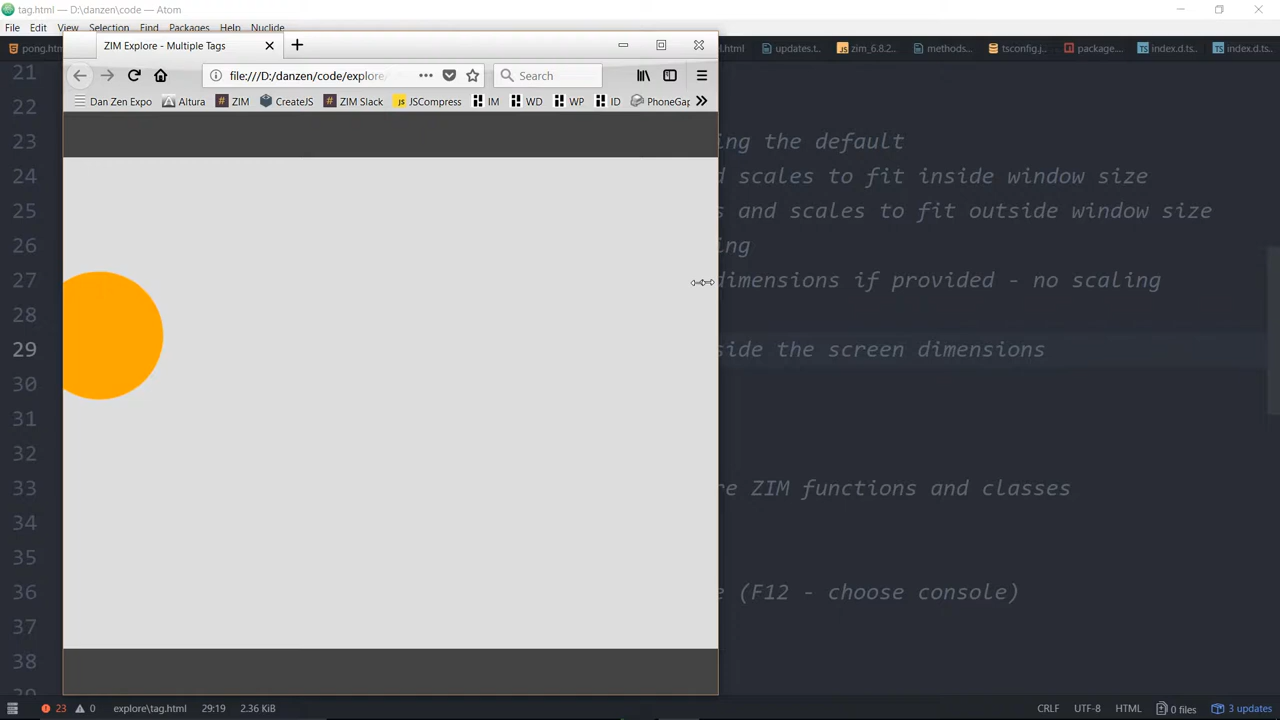 tag.html — D:\danzen\code — Atom
File Edit View Selection Find Packages Help Nuclide
pong.htm
ZIM Explore - Multiple Tags
l.html
updates.t..
zim_6.8.2..
methods...
tsconfig.j..
package....
index.d.ts..
index.d.ts..
file:///D:/danzen/code/explore/
Search
Dan Zen Expo Altura ZIM CreateJS ZIM Slack JSCompress IM WD WP ID PhoneGap
21
22
23 ing the default
24 d scales to fit inside window size
25 s and scales to fit outside window size
26 ing
27 dimensions if provided - no scaling
28
29 side the screen dimensions
30
31
32
33 re ZIM functions and classes
34
35
36 e (F12 - choose console)
37
38
23 0 explore\tag.html 29:19 2.36 KiB CRLF UTF-8 HTML 0 files 3 updates